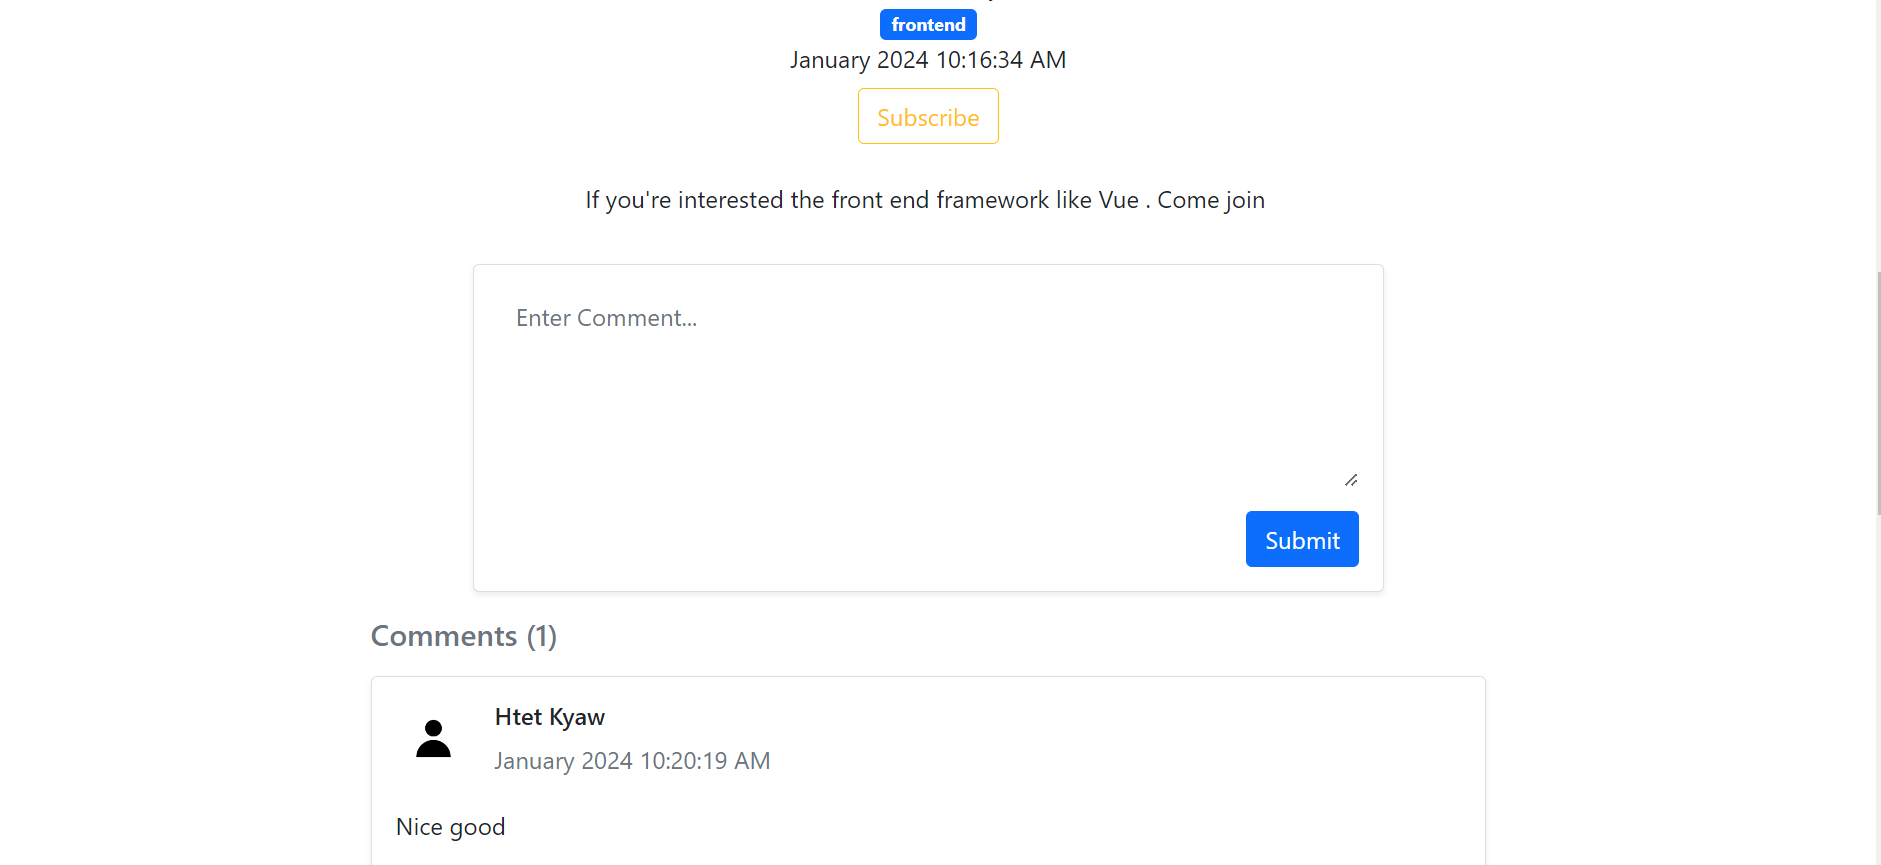 frontend
January 2024 10:16:34 AM
Subscribe
If you're interested the front end framework like Vue . Come join
Enter Comment...
Submit
Comments (1)
Htet Kyaw
January 2024 10:20:19 AM
Nice good